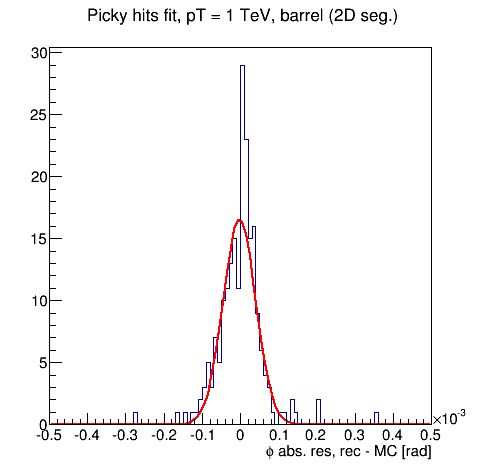 Picky hits fit, pT = 1 TeV, barrel (2D seg.)
30
25
20
15
10
5
0
-0.5 -0.4 -0.3 -0.2 -0.1 0 0.1 0.2 0.3 0.4 0.5
×10⁻³
ϕ abs. res, rec - MC [rad]